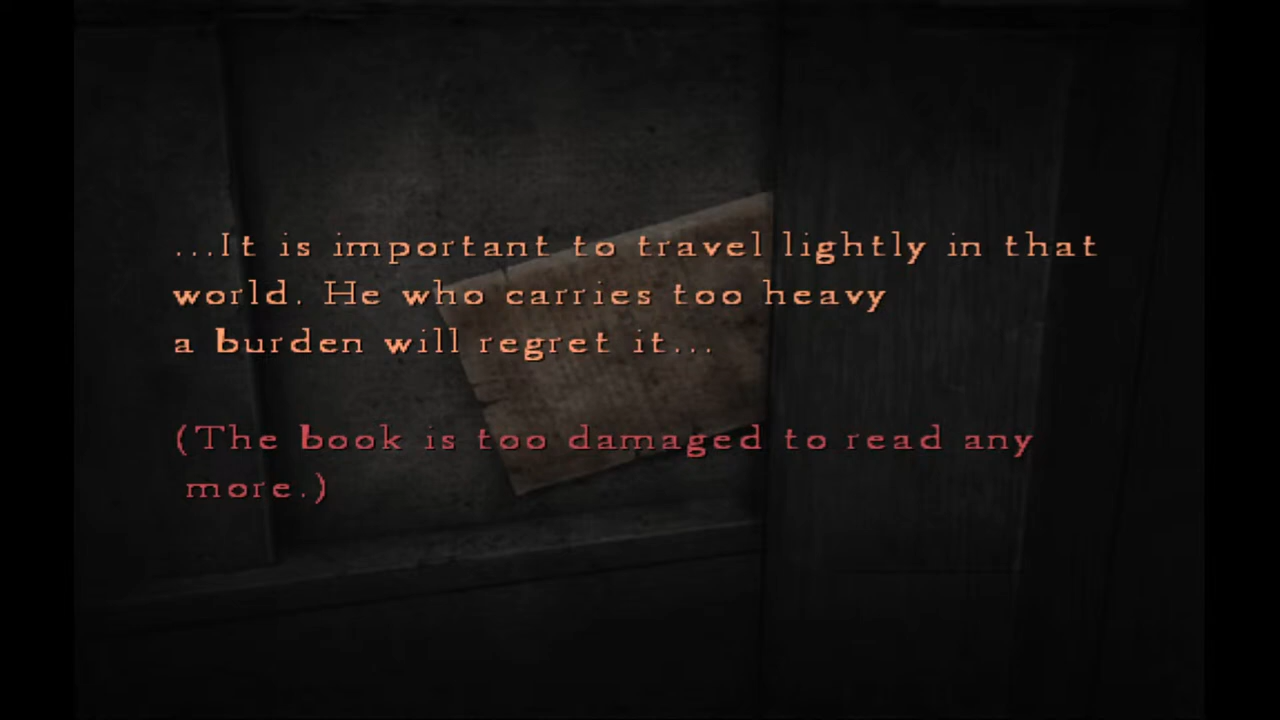 ...It is important to travel lightly in that
world. He who carries too heavy
a burden will regret it...
(The book is too damaged to read any
more.)